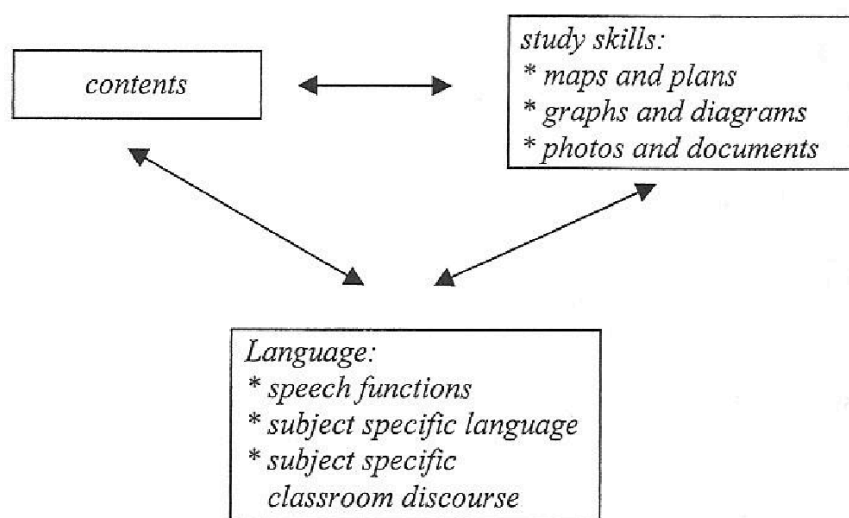 contents
study skills:
* maps and plans
* graphs and diagrams
* photos and documents
Language:
* speech functions
* subject specific language
* subject specific
classroom discourse